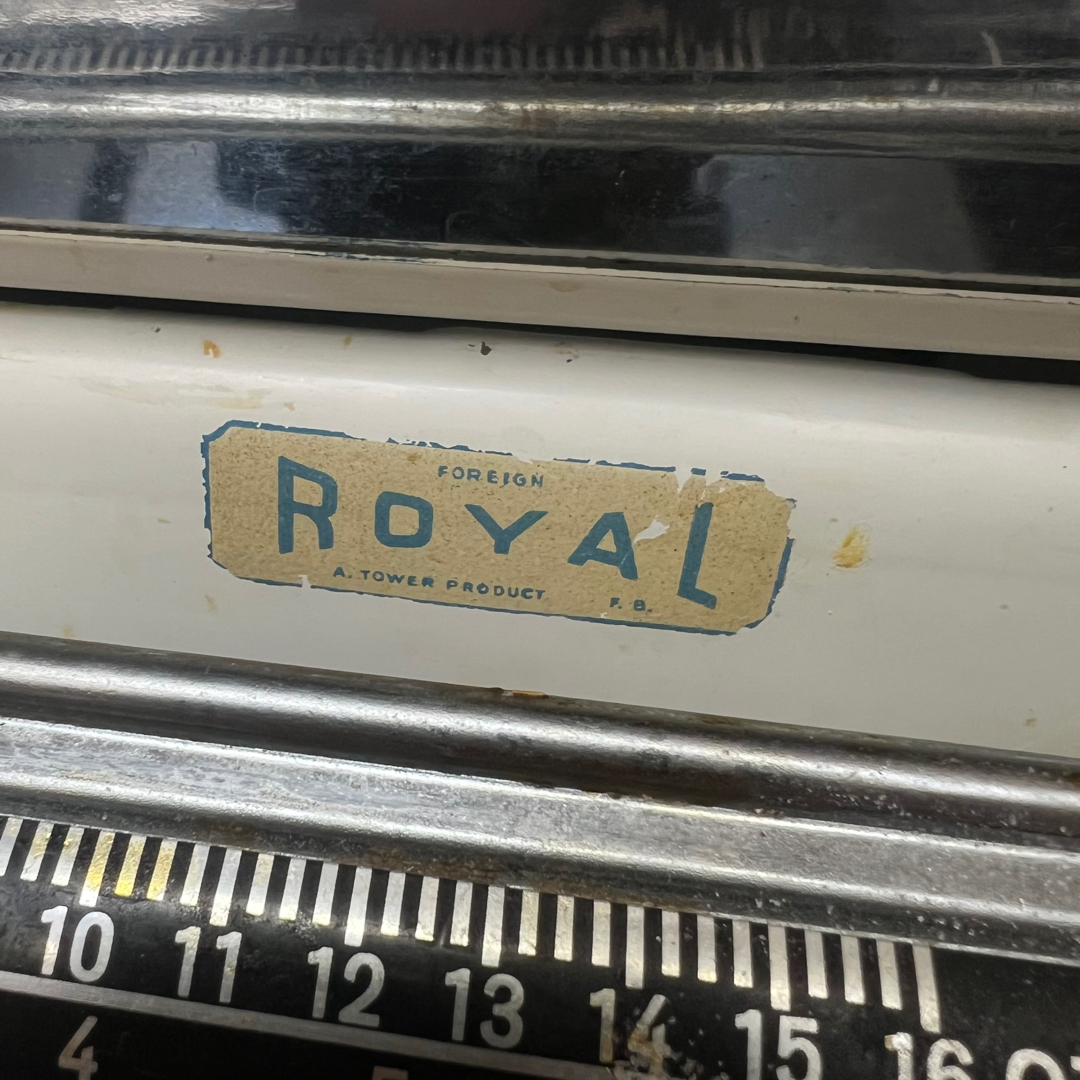 FOREIGN
ROYAL
A. TOWER PRODUCT F. B.
10 11 12 13 14 15 16
4